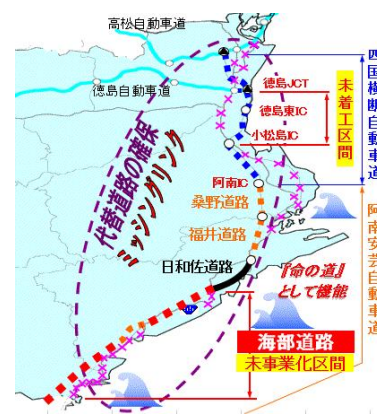 高松自動車道
徳島自動車道
徳島JCT
徳島東IC
小松島IC
未着工区間
四国横断自動車道
代替道路の確保
ミッシングリンク
阿南IC
桑野道路
福井道路
日和佐道路
阿南安芸自動車道
『命の道』
として機能
海部道路
未事業化区間